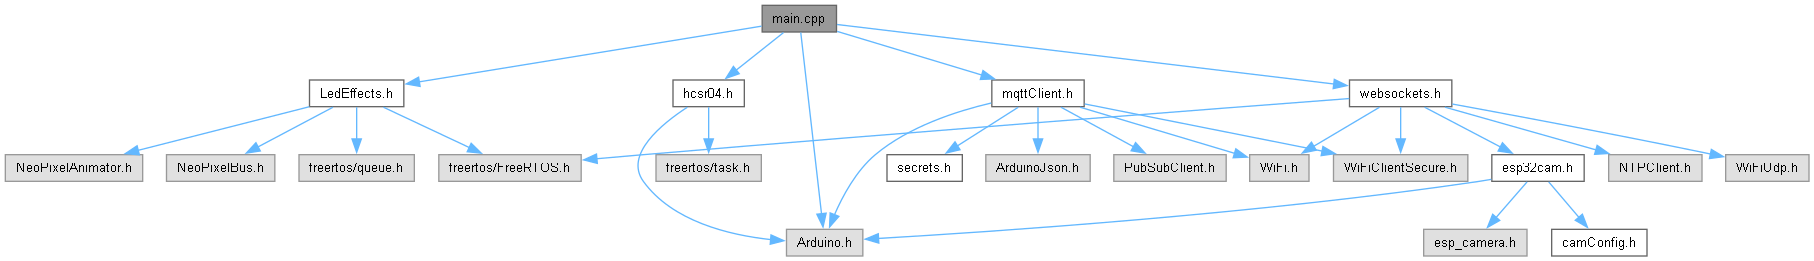 main.cpp
LedEffects.h
hcsr04.h
mqttClient.h
websockets.h
NeoPixelAnimator.h
NeoPixelBus.h
freertos/queue.h
freertos/FreeRTOS.h
freertos/task.h
secrets.h
ArduinoJson.h
PubSubClient.h
WiFi.h
WiFiClientSecure.h
esp32cam.h
NTPClient.h
WiFiUdp.h
Arduino.h
esp_camera.h
camConfig.h